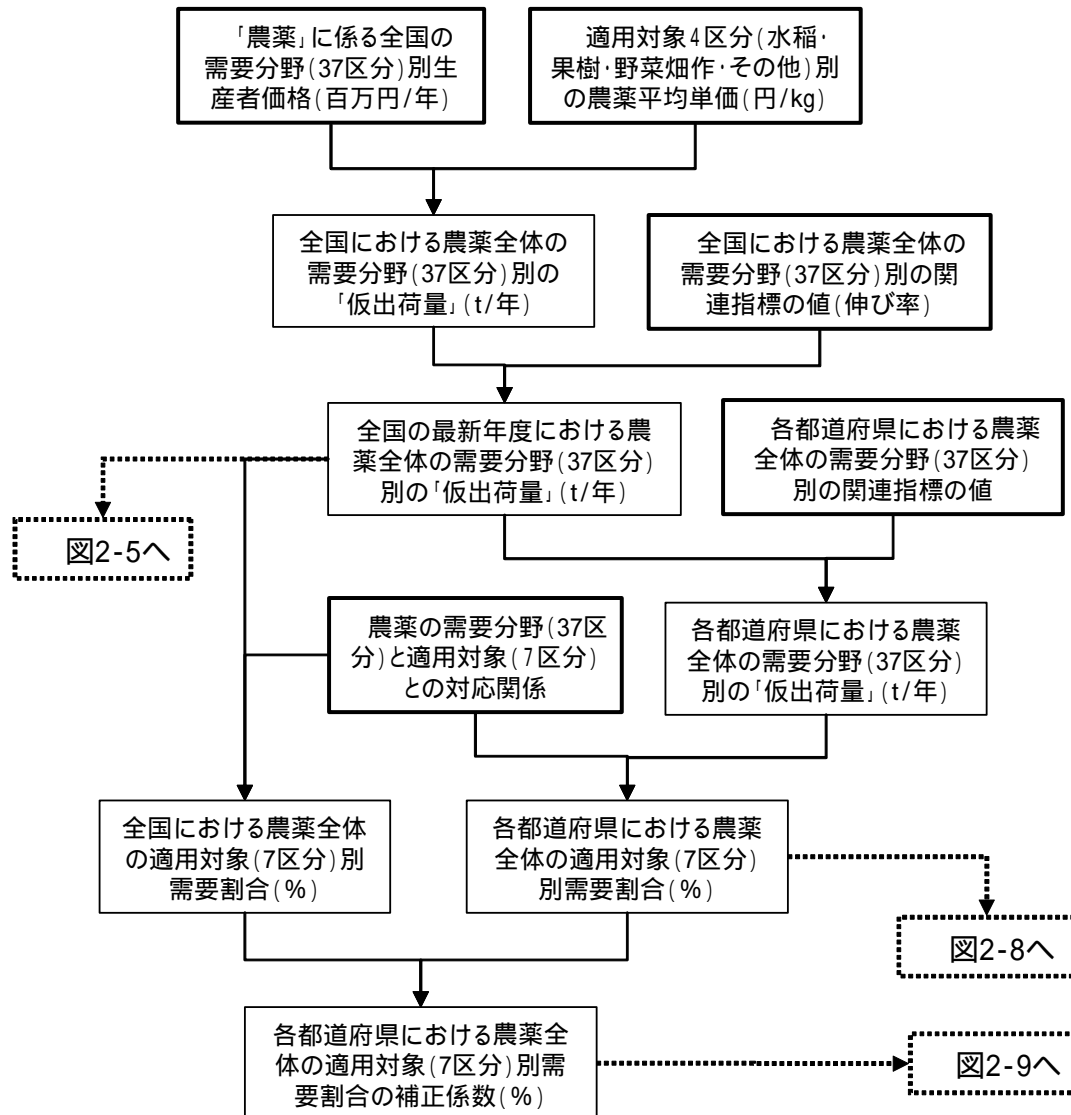 「農薬」に係る全国の
需要分野(37区分)別生
産者価格(百万円/年)
適用対象4区分(水稲・
果樹・野菜畑作・その他)別
の農薬平均単価(円/kg)
全国における農薬全体の
需要分野(37区分)別の
「仮出荷量」(t/年)
全国における農薬全体の
需要分野(37区分)別の関
連指標の値(伸び率)
全国の最新年度における農
薬全体の需要分野(37区分)
別の「仮出荷量」(t/年)
各都道府県における農薬
全体の需要分野(37区分)
別の関連指標の値
図2-5へ
農薬の需要分野(37区
分)と適用対象(7区分)
との対応関係
各都道府県における農薬
全体の需要分野(37区分)
別の「仮出荷量」(t/年)
全国における農薬全体
の適用対象(7区分)別
需要割合(%)
各都道府県における農薬
全体の適用対象(7区分)
別需要割合(%)
図2-8へ
各都道府県における農薬全
体の適用対象(7区分)別需
要割合の補正係数(%)
図2-9へ